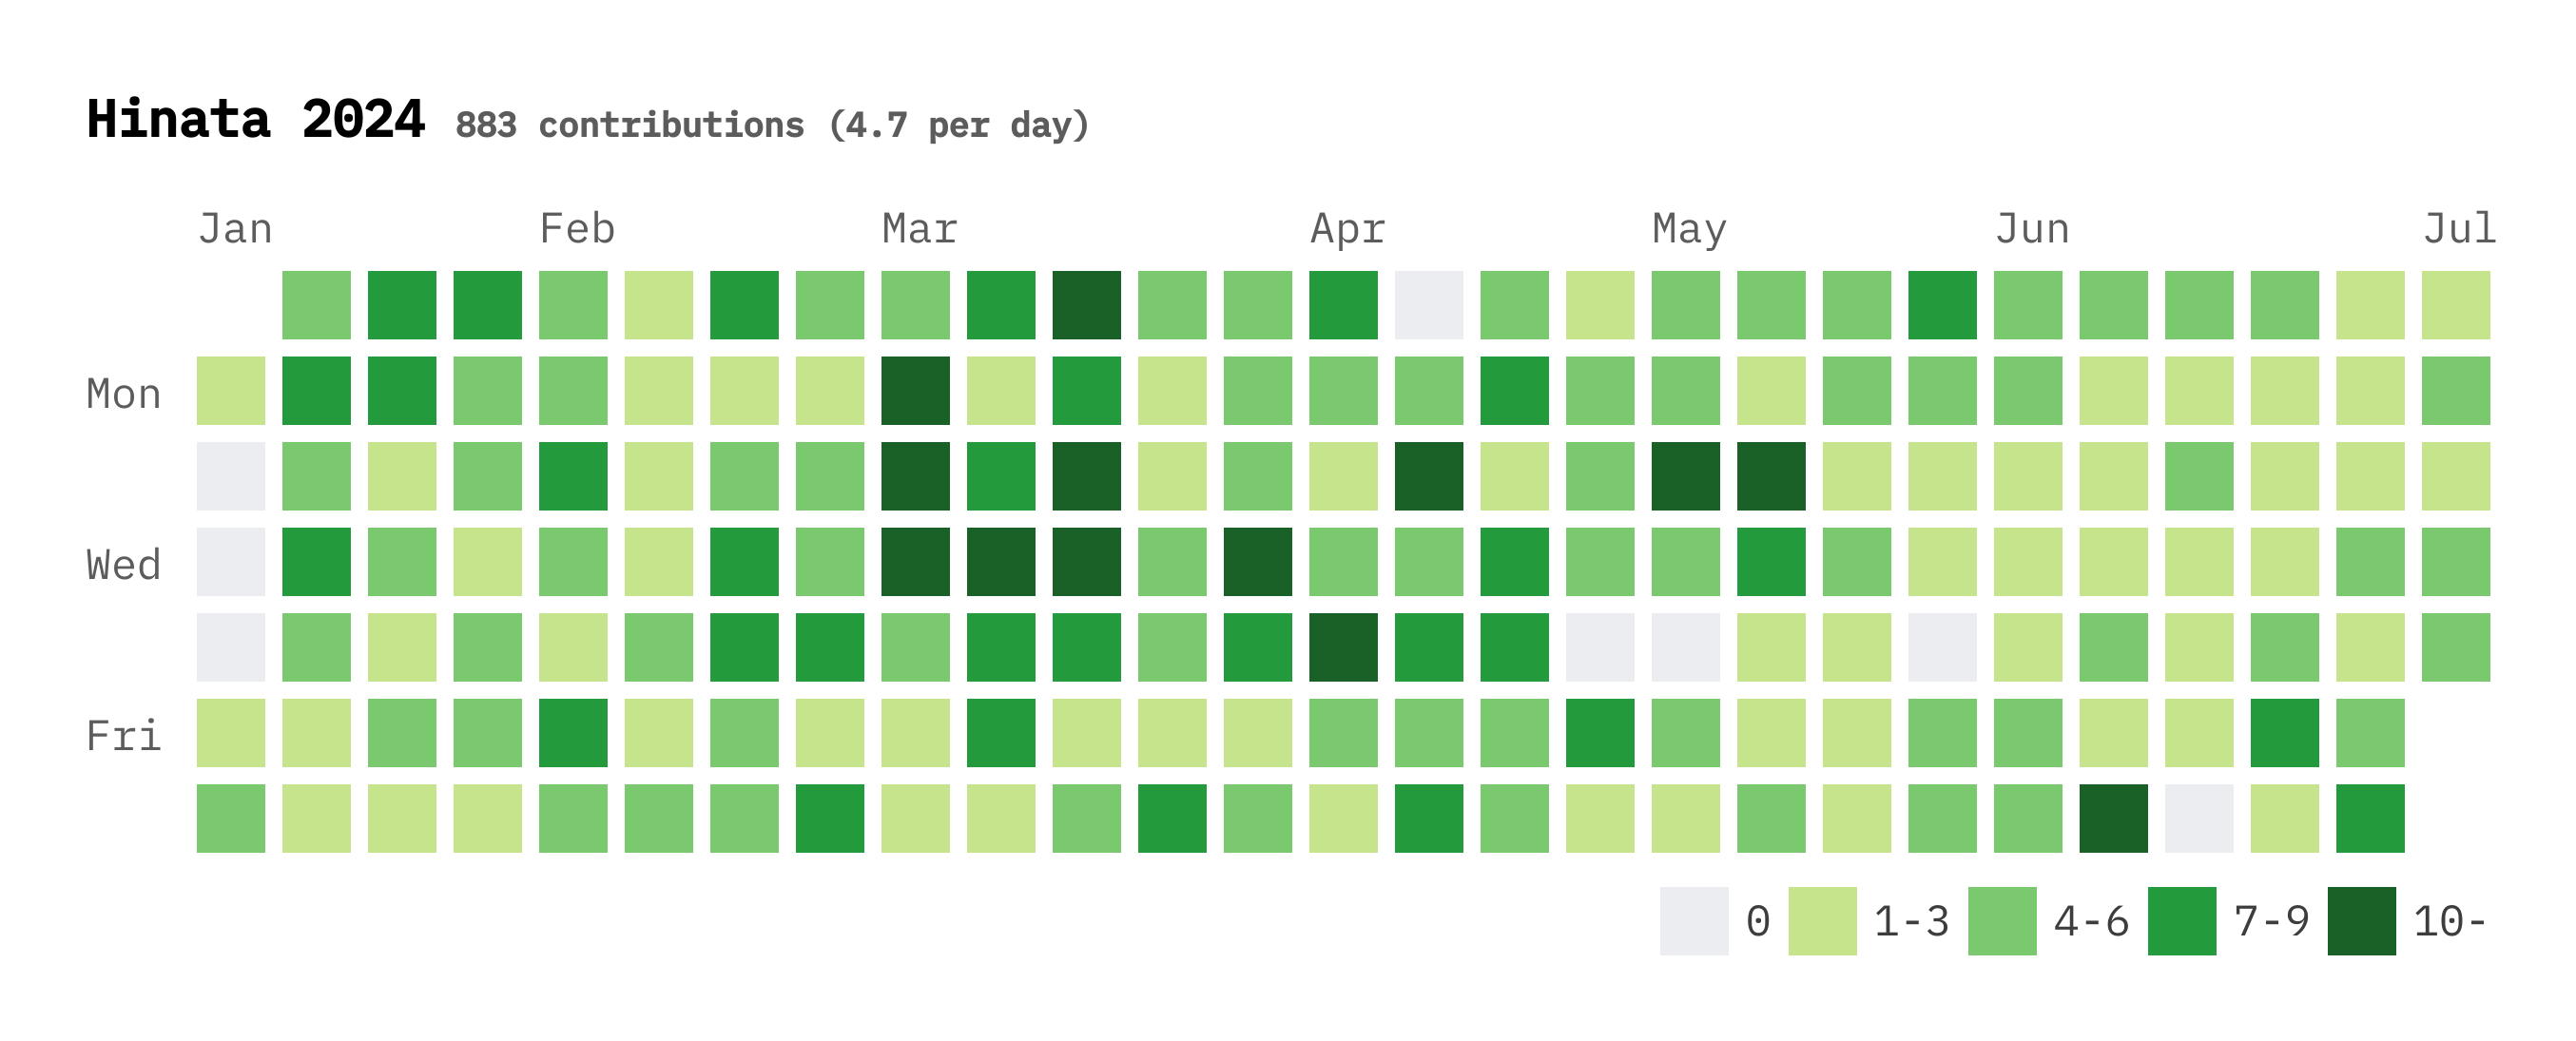 Hinata 2024 883 contributions (4.7 per day)
Jan Feb Mar Apr May Jun Jul
Mon
Wed
Fri
0 1-3 4-6 7-9 10-